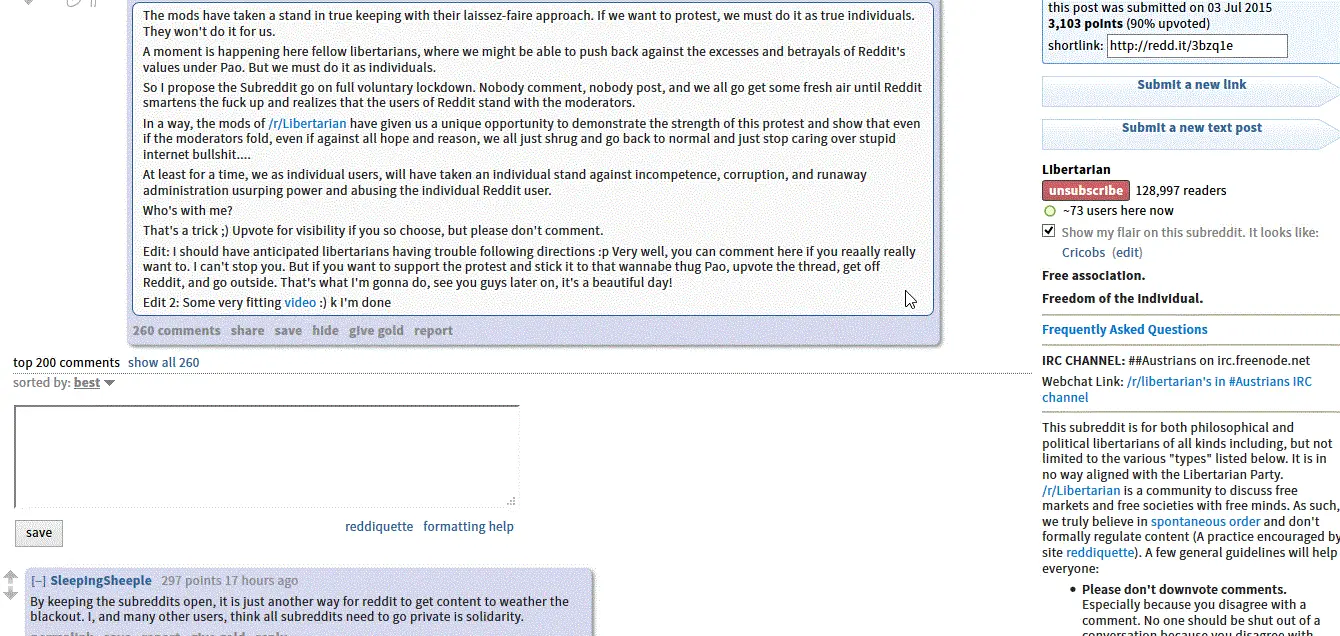 The mods have taken a stand in true keeping with their laissez-faire approach. If we want to protest, we must do it as true individuals.
They won't do it for us.
A moment is happening here fellow libertarians, where we might be able to push back against the excesses and betrayals of Reddit's
values under Pao. But we must do it as individuals.
So I propose the Subreddit go on full voluntary lockdown. Nobody comment, nobody post, and we all go get some fresh air until Reddit
smartens the fuck up and realizes that the users of Reddit stand with the moderators.
In a way, the mods of /r/Libertarian have given us a unique opportunity to demonstrate the strength of this protest and show that even
if the moderators fold, even if against all hope and reason, we all just shrug and go back to normal and just stop caring over stupid
internet bullshit....
At least for a time, we as individual users, will have taken an individual stand against incompetence, corruption, and runaway
administration usurping power and abusing the individual Reddit user.
Who's with me?
That's a trick ;) Upvote for visibility if you so choose, but please don't comment.
Edit: I should have anticipated libertarians having trouble following directions :p Very well, you can comment here if you reaally really
want to. I can't stop you. But if you want to support the protest and stick it to that wannabe thug Pao, upvote the thread, get off
Reddit, and go outside. That's what I'm gonna do, see you guys later on, it's a beautiful day!
Edit 2: Some very fitting video :) k I'm done
260 comments share save hide give gold report
top 200 comments show all 260
sorted by: best
save
reddiquette formatting help
[–] SleepingSheeple 297 points 17 hours ago
By keeping the subreddits open, it is just another way for reddit to get content to weather the
blackout. I, and many other users, think all subreddits need to go private is solidarity.
permalink save report give gold reply
this post was submitted on 03 Jul 2015
3,103 points (90% upvoted)
shortlink: http://redd.it/3bzq1e
Submit a new link
Submit a new text post
Libertarian
unsubscribe 128,997 readers
~73 users here now
Show my flair on this subreddit. It looks like:
Cricobs (edit)
Free association.
Freedom of the Individual.
Frequently Asked Questions
IRC CHANNEL: ##Austrians on irc.freenode.net
Webchat Link: /r/libertarian's in #Austrians IRC
channel
This subreddit is for both philosophical and
political libertarians of all kinds including, but not
limited to the various "types" listed below. It is in
no way aligned with the Libertarian Party.
/r/Libertarian is a community to discuss free
markets and free societies with free minds. As such,
we truly believe in spontaneous order and don't
formally regulate content (A practice encouraged by
site reddiquette). A few general guidelines will help
everyone:
• Please don't downvote comments.
Especially because you disagree with a
comment. No one should be shut out of a
conversation because you disagree with